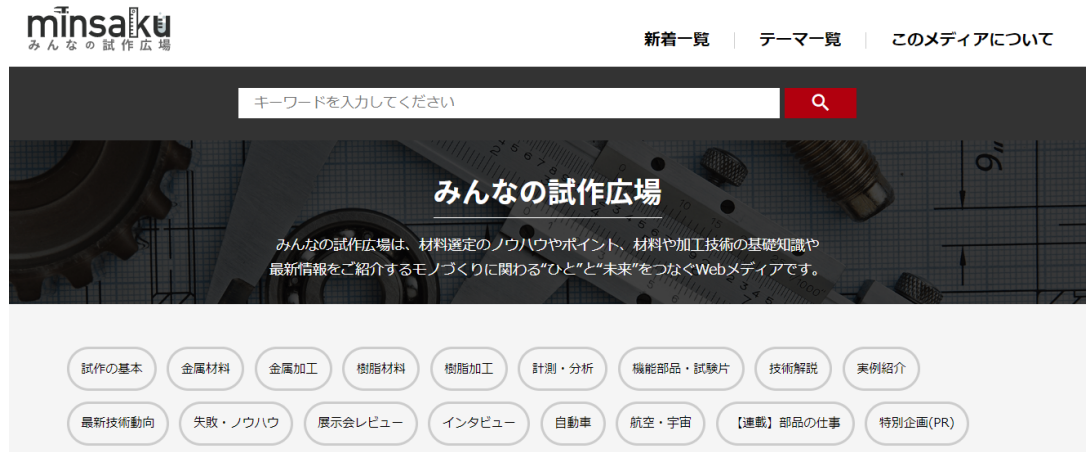 minsaku
みんなの試作広場
新着一覧 テーマ一覧 このメディアについて
キーワードを入力してください
みんなの試作広場
みんなの試作広場は、材料選定のノウハウやポイント、材料や加工技術の基礎知識や
最新情報をご紹介するモノづくりに関わる“ひと”と“未来”をつなぐWebメディアです。
試作の基本 金属材料 金属加工 樹脂材料 樹脂加工 計測・分析 機能部品・試験片 技術解説 実例紹介
最新技術動向 失敗・ノウハウ 展示会レビュー インタビュー 自動車 航空・宇宙 【連載】部品の仕事 特別企画(PR)